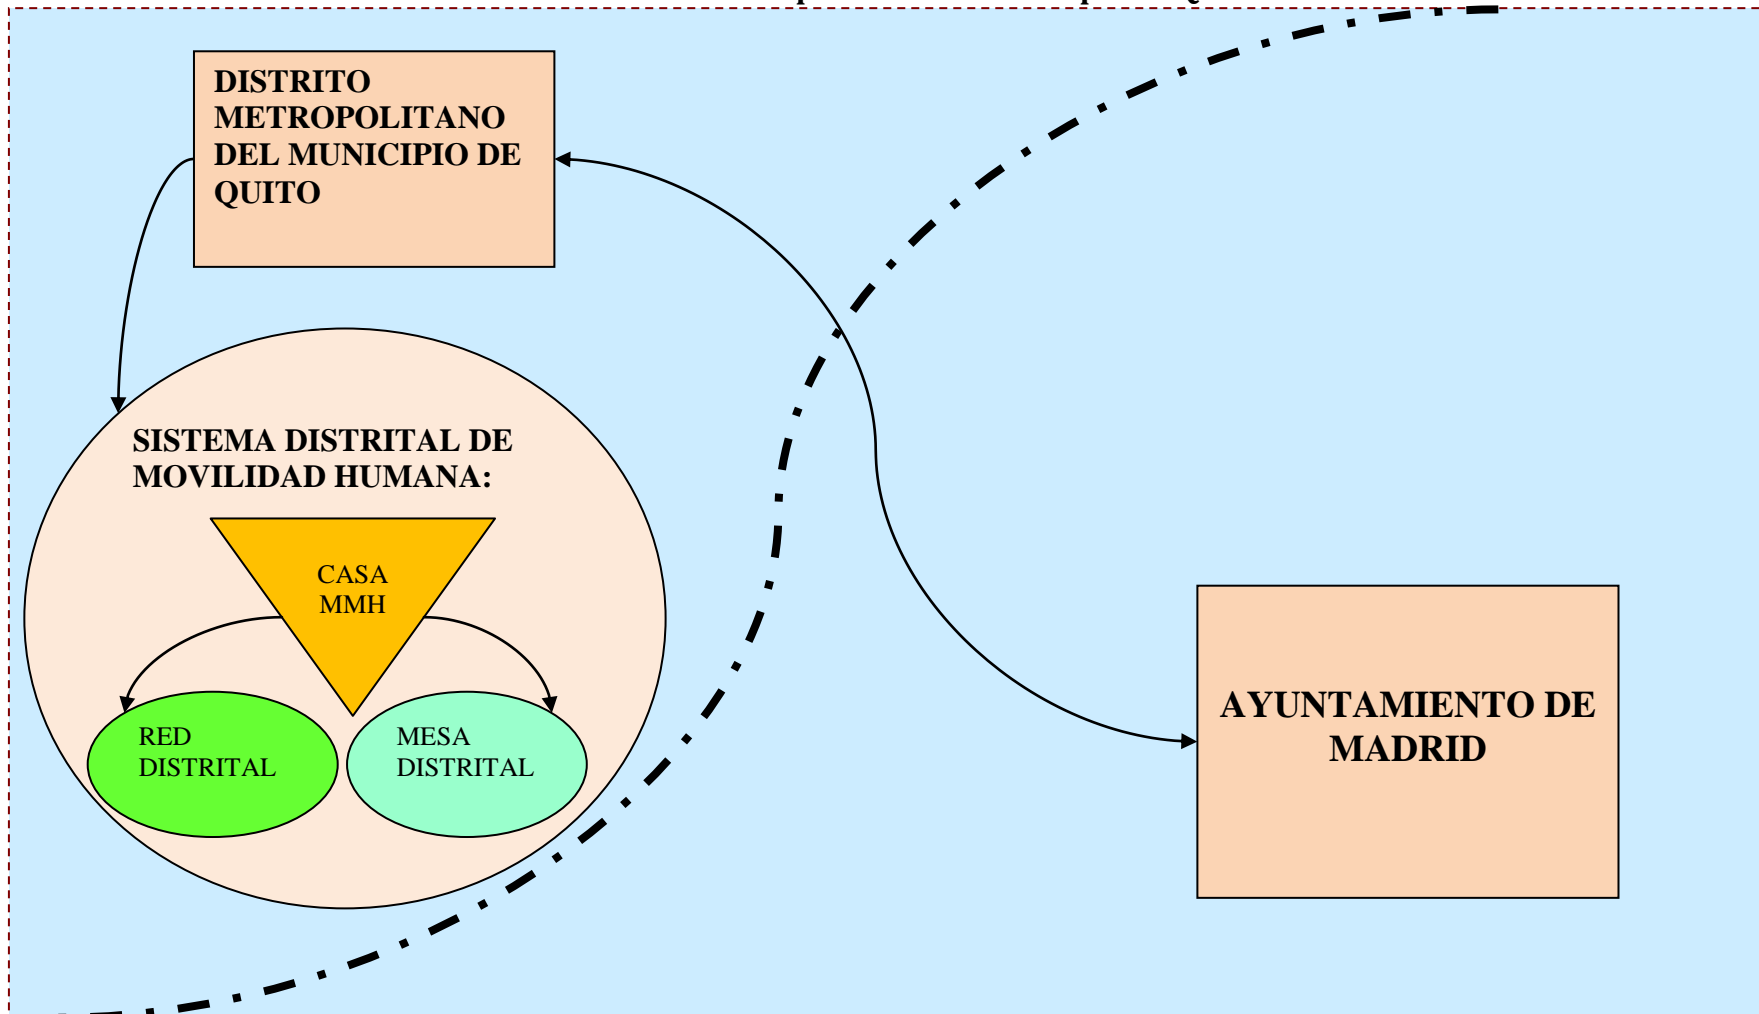 DISTRITO
METROPOLITANO
DEL MUNICIPIO DE
QUITO
SISTEMA DISTRITAL DE
MOVILIDAD HUMANA:
CASA
MMH
RED
DISTRITAL
MESA
DISTRITAL
AYUNTAMIENTO DE
MADRID